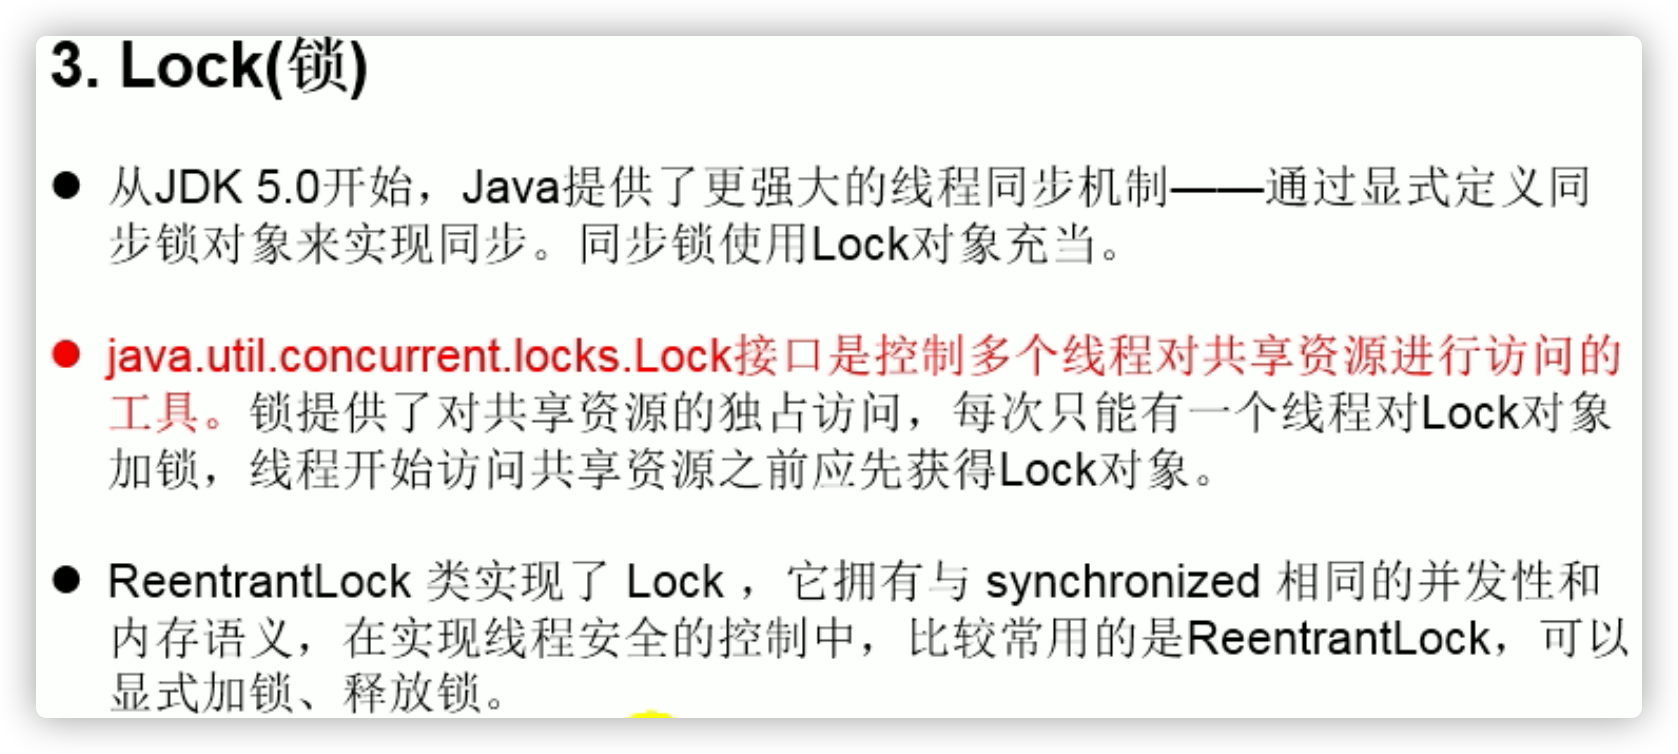 3. Lock(锁)
● 从JDK 5.0开始，Java提供了更强大的线程同步机制——通过显式定义同
步锁对象来实现同步。同步锁使用Lock对象充当。
● java.util.concurrent.locks.Lock接口是控制多个线程对共享资源进行访问的
工具。锁提供了对共享资源的独占访问，每次只能有一个线程对Lock对象
加锁，线程开始访问共享资源之前应先获得Lock对象。
● ReentrantLock 类实现了 Lock ，它拥有与 synchronized 相同的并发性和
内存语义，在实现线程安全的控制中，比较常用的是ReentrantLock，可以
显式加锁、释放锁。